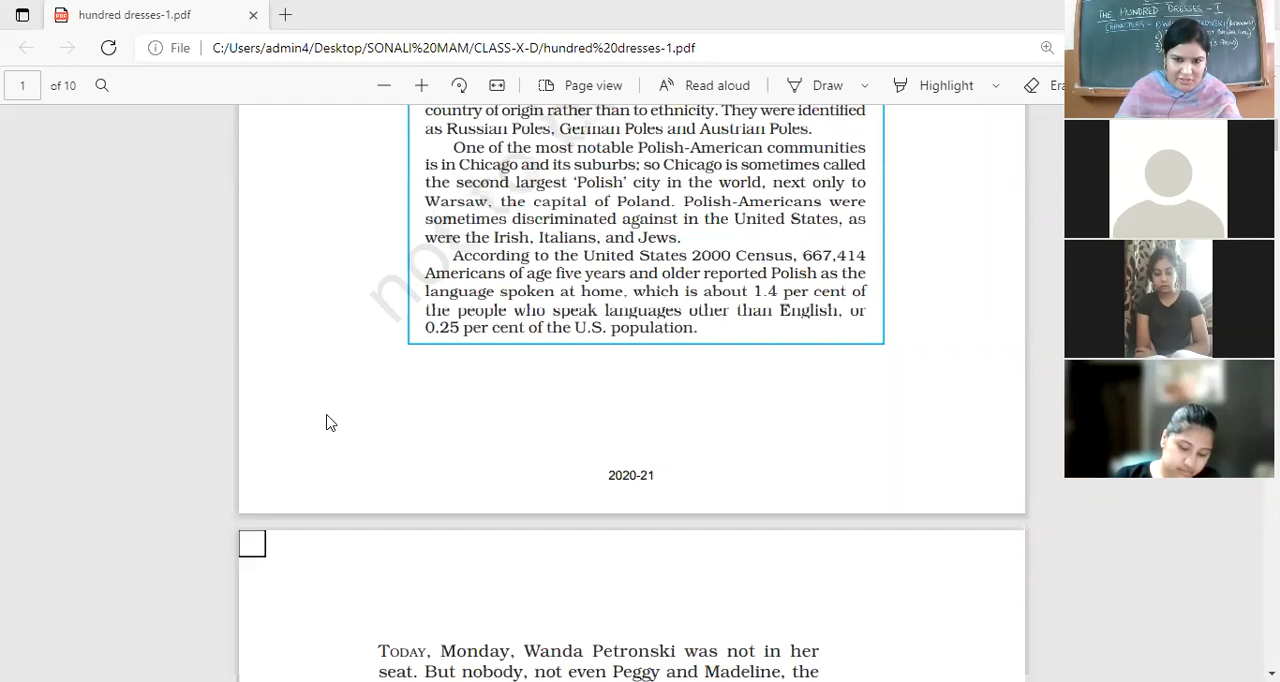 hundred dresses-1.pdf
File
C:/Users/admin4/Desktop/SONALI%20MAM/CLASS-X-D/hundred%20dresses-1.pdf
1 of 10
Page view
Read aloud
Draw
Highlight
THE HUNDRED DRESSES - I
country of origin rather than to ethnicity. They were identified
as Russian Poles, German Poles and Austrian Poles.
One of the most notable Polish-American communities
is in Chicago and its suburbs; so Chicago is sometimes called
the second largest 'Polish' city in the world, next only to
Warsaw, the capital of Poland. Polish-Americans were
sometimes discriminated against in the United States, as
were the Irish, Italians, and Jews.
According to the United States 2000 Census, 667,414
Americans of age five years and older reported Polish as the
language spoken at home, which is about 1.4 per cent of
the people who speak languages other than English, or
0.25 per cent of the U.S. population.
2020-21
TODAY, Monday, Wanda Petronski was not in her
seat. But nobody, not even Peggy and Madeline, the